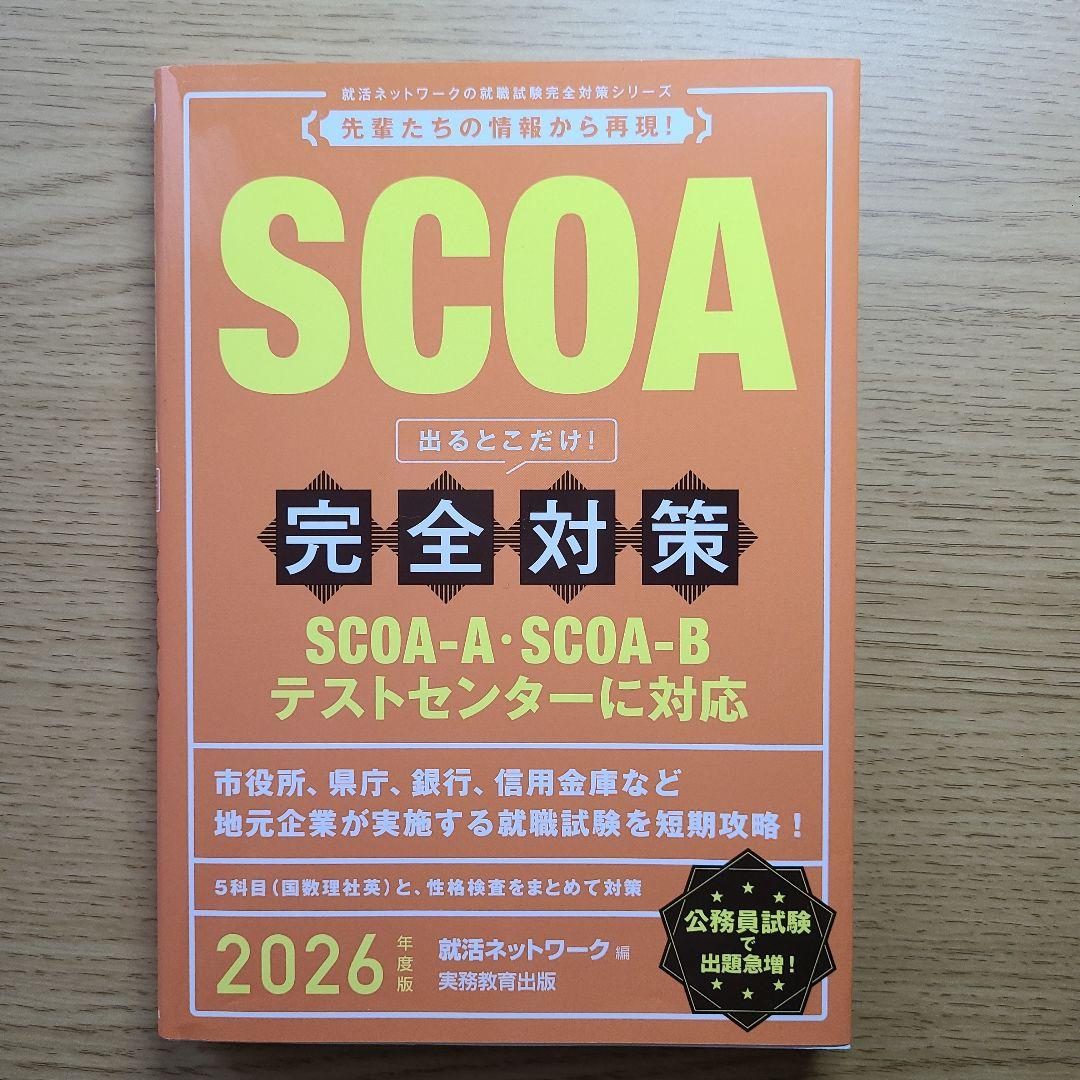 就活ネットワークの就職試験完全対策シリーズ
先輩たちの情報から再現！
SCOA
出るとこだけ！
完全対策
SCOA-A・SCOA-B
テストセンターに対応
市役所、県庁、銀行、信用金庫など
地元企業が実施する就職試験を短期攻略！
5科目（国数理社英）と、性格検査をまとめて対策
2026年度版
就活ネットワーク 編
実務教育出版
公務員試験
で
出題急増！